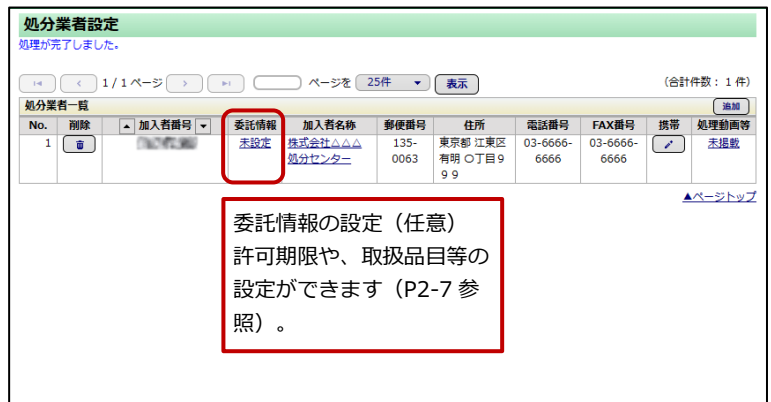 処分業者設定
処理が完了しました。
1 / 1 ページ ページを 25件 表示 (合計件数: 1 件)
処分業者一覧 追加
No. 削除 ▲ 加入者番号 ▼ 委託情報 加入者名称 郵便番号 住所 電話番号 FAX番号 携帯 処理動画等
1 未設定 株式会社△△△ 135- 東京都 江東区 03-6666- 03-6666- 未掲載
処分センター 0063 有明 〇丁目9 6666 6666
99
▲ページトップ
委託情報の設定（任意）
許可期限や、取扱品目等の
設定ができます（P2-7 参
照）。